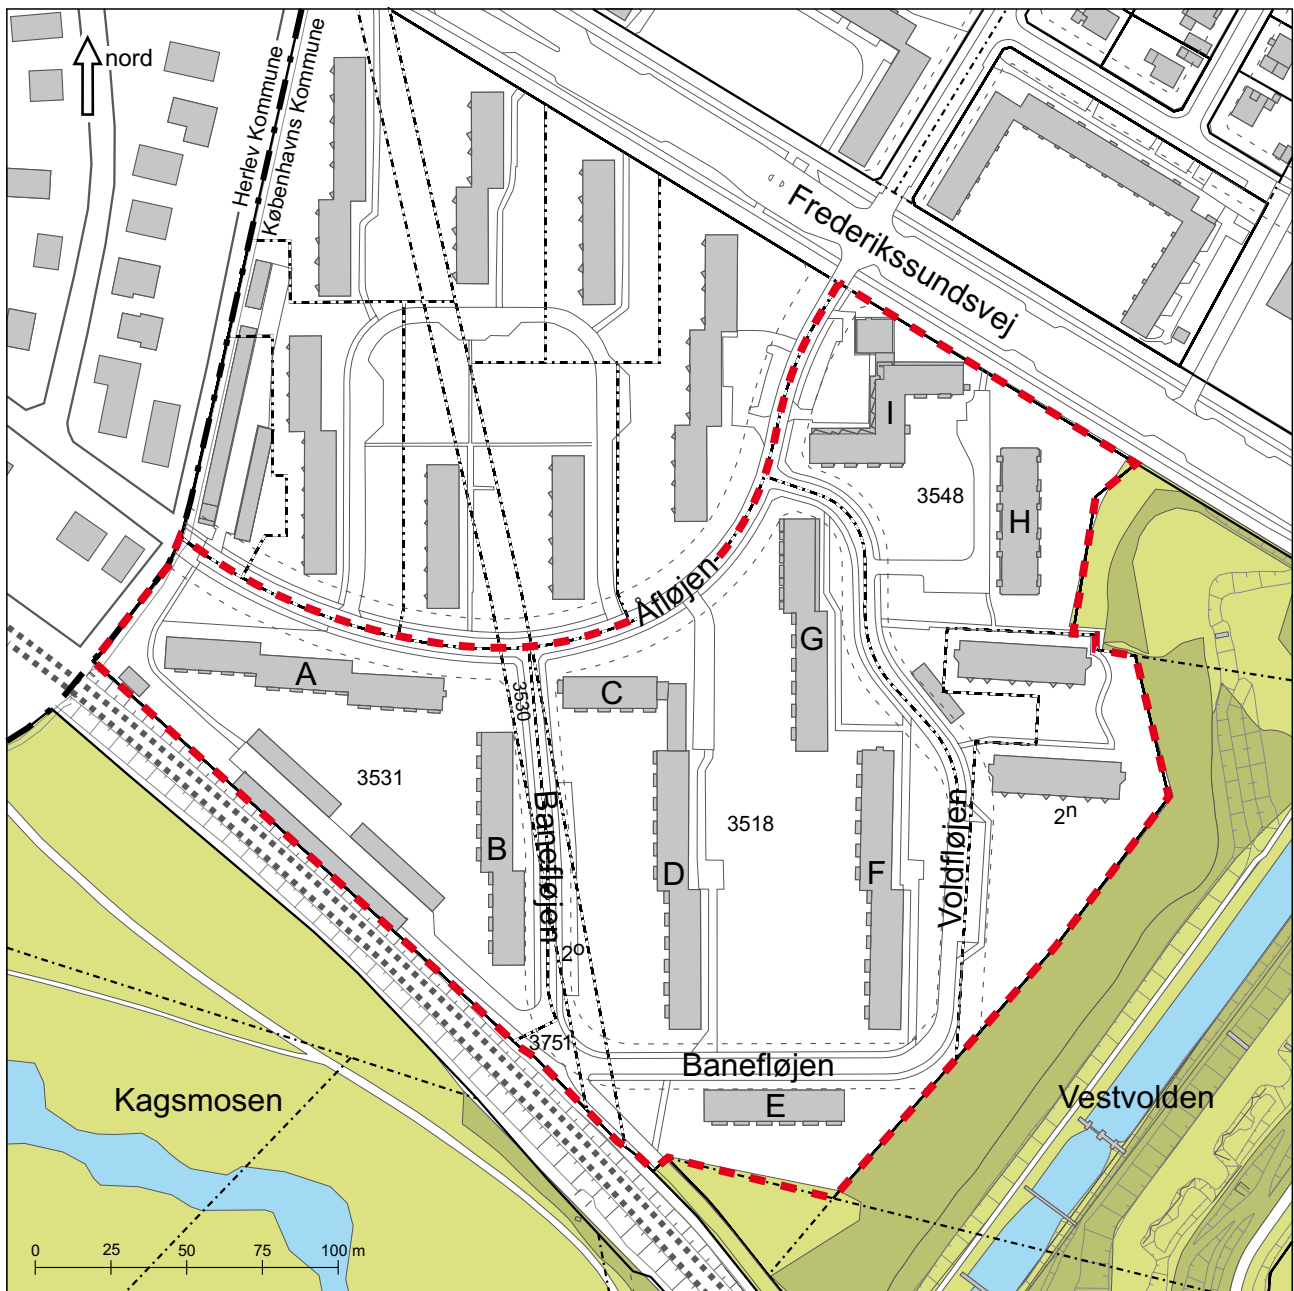 nord
Herlev Kommune
Københavns Kommune
Frederikssundsvej
I
3548
H
Åfløjen
G
A
3530
C
3531
Banefløjen
B
3518
D
F
Voldfløjen
2n
2o
3751
Banefløjen
E
Kagsmosen
Vestvolden
0 25 50 75 100 m